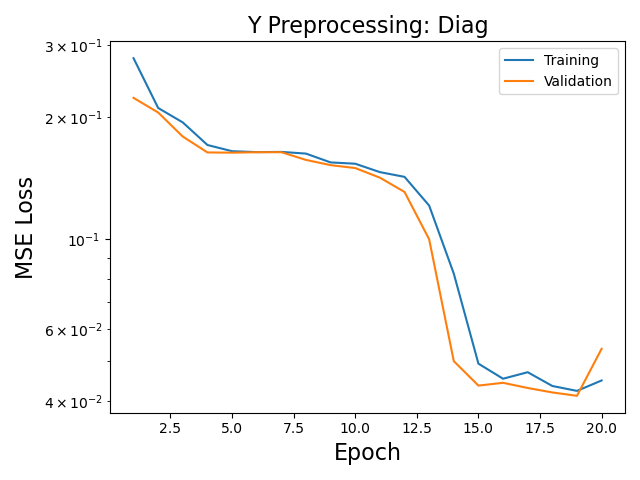 Y Preprocessing: Diag
Training
Validation
3 × 10⁻¹
2 × 10⁻¹
10⁻¹
6 × 10⁻²
4 × 10⁻²
MSE Loss
2.5 5.0 7.5 10.0 12.5 15.0 17.5 20.0
Epoch